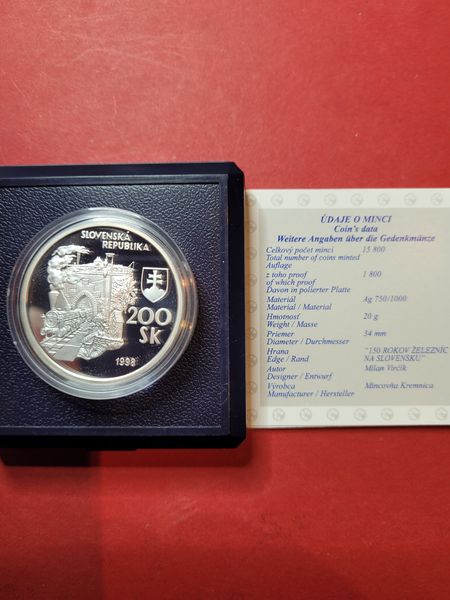 SLOVENSKÁ
REPUBLIKA
200
SK
1998
ÚDAJE O MINCI
Coin's data
Weitere Angaben über die Gedenkmünze
Celkový počet mincí 15 800
Total number of coins minted
Auflage
z toho proof 1 800
of which proof
Davon in polierter Platte
Materiál Ag 750/1000
Material / Material
Hmotnosť 20 g
Weight / Masse
Priemer 34 mm
Diameter / Durchmesser
Hrana "150 ROKOV ŽELEZNÍC
Edge / Rand NA SLOVENSKU"
Autor Milan Virčík
Designer / Entwurf
Výrobca Mincovňa Kremnica
Manufacturer / Hersteller